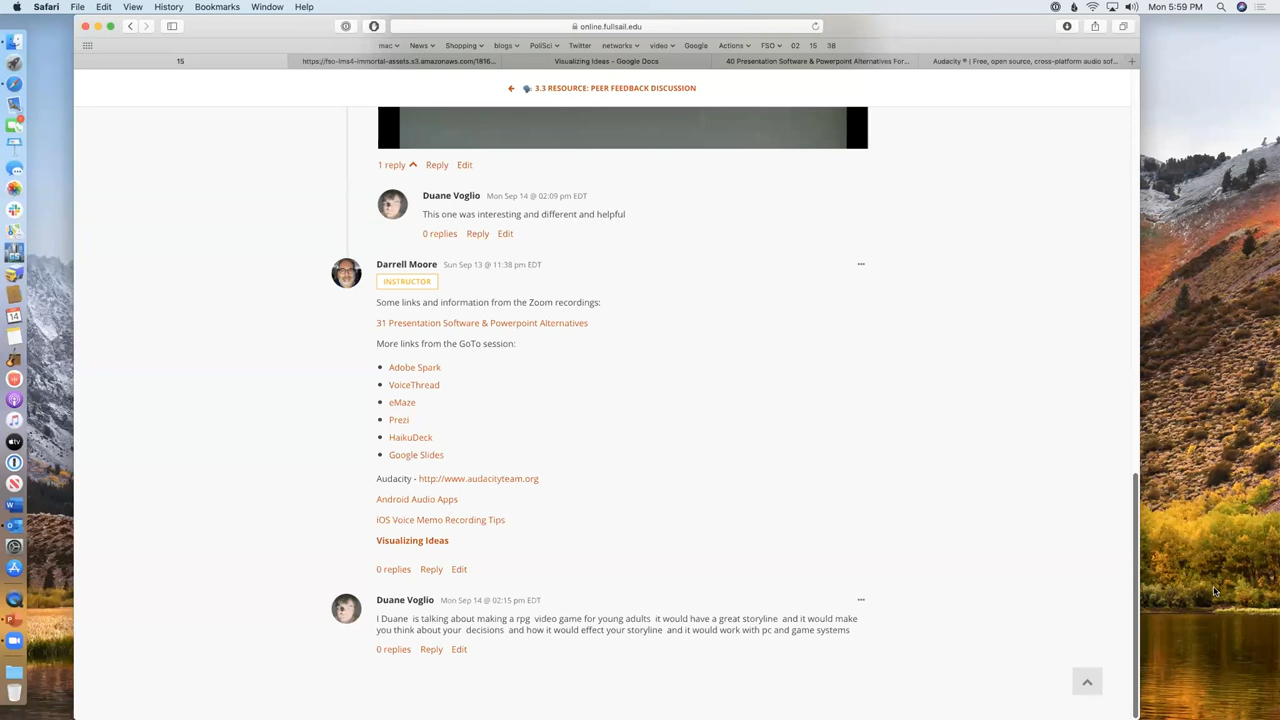 Safari File Edit View History Bookmarks Window Help Mon 5:59 PM
online.fullsail.edu
mac News Shopping blogs PoliSci Twitter networks video Google Actions FSO 02 15 38
15 https://fso-lms4-immortal-assets.s3.amazonaws.com/1816... Visualizing Ideas - Google Docs 40 Presentation Software & Powerpoint Alternatives For... Audacity ® | Free, open source, cross-platform audio sof...
3.3 RESOURCE: PEER FEEDBACK DISCUSSION
1 reply Reply Edit
Duane Voglio Mon Sep 14 @ 02:09 pm EDT
This one was interesting and different and helpful
0 replies Reply Edit
Darrell Moore Sun Sep 13 @ 11:38 pm EDT
INSTRUCTOR
Some links and information from the Zoom recordings:
31 Presentation Software & Powerpoint Alternatives
More links from the GoTo session:
Adobe Spark
VoiceThread
eMaze
Prezi
HaikuDeck
Google Slides
Audacity - http://www.audacityteam.org
Android Audio Apps
iOS Voice Memo Recording Tips
Visualizing Ideas
0 replies Reply Edit
Duane Voglio Mon Sep 14 @ 02:15 pm EDT
I Duane is talking about making a rpg video game for young adults it would have a great storyline and it would make
you think about your decisions and how it would effect your storyline and it would work with pc and game systems
0 replies Reply Edit